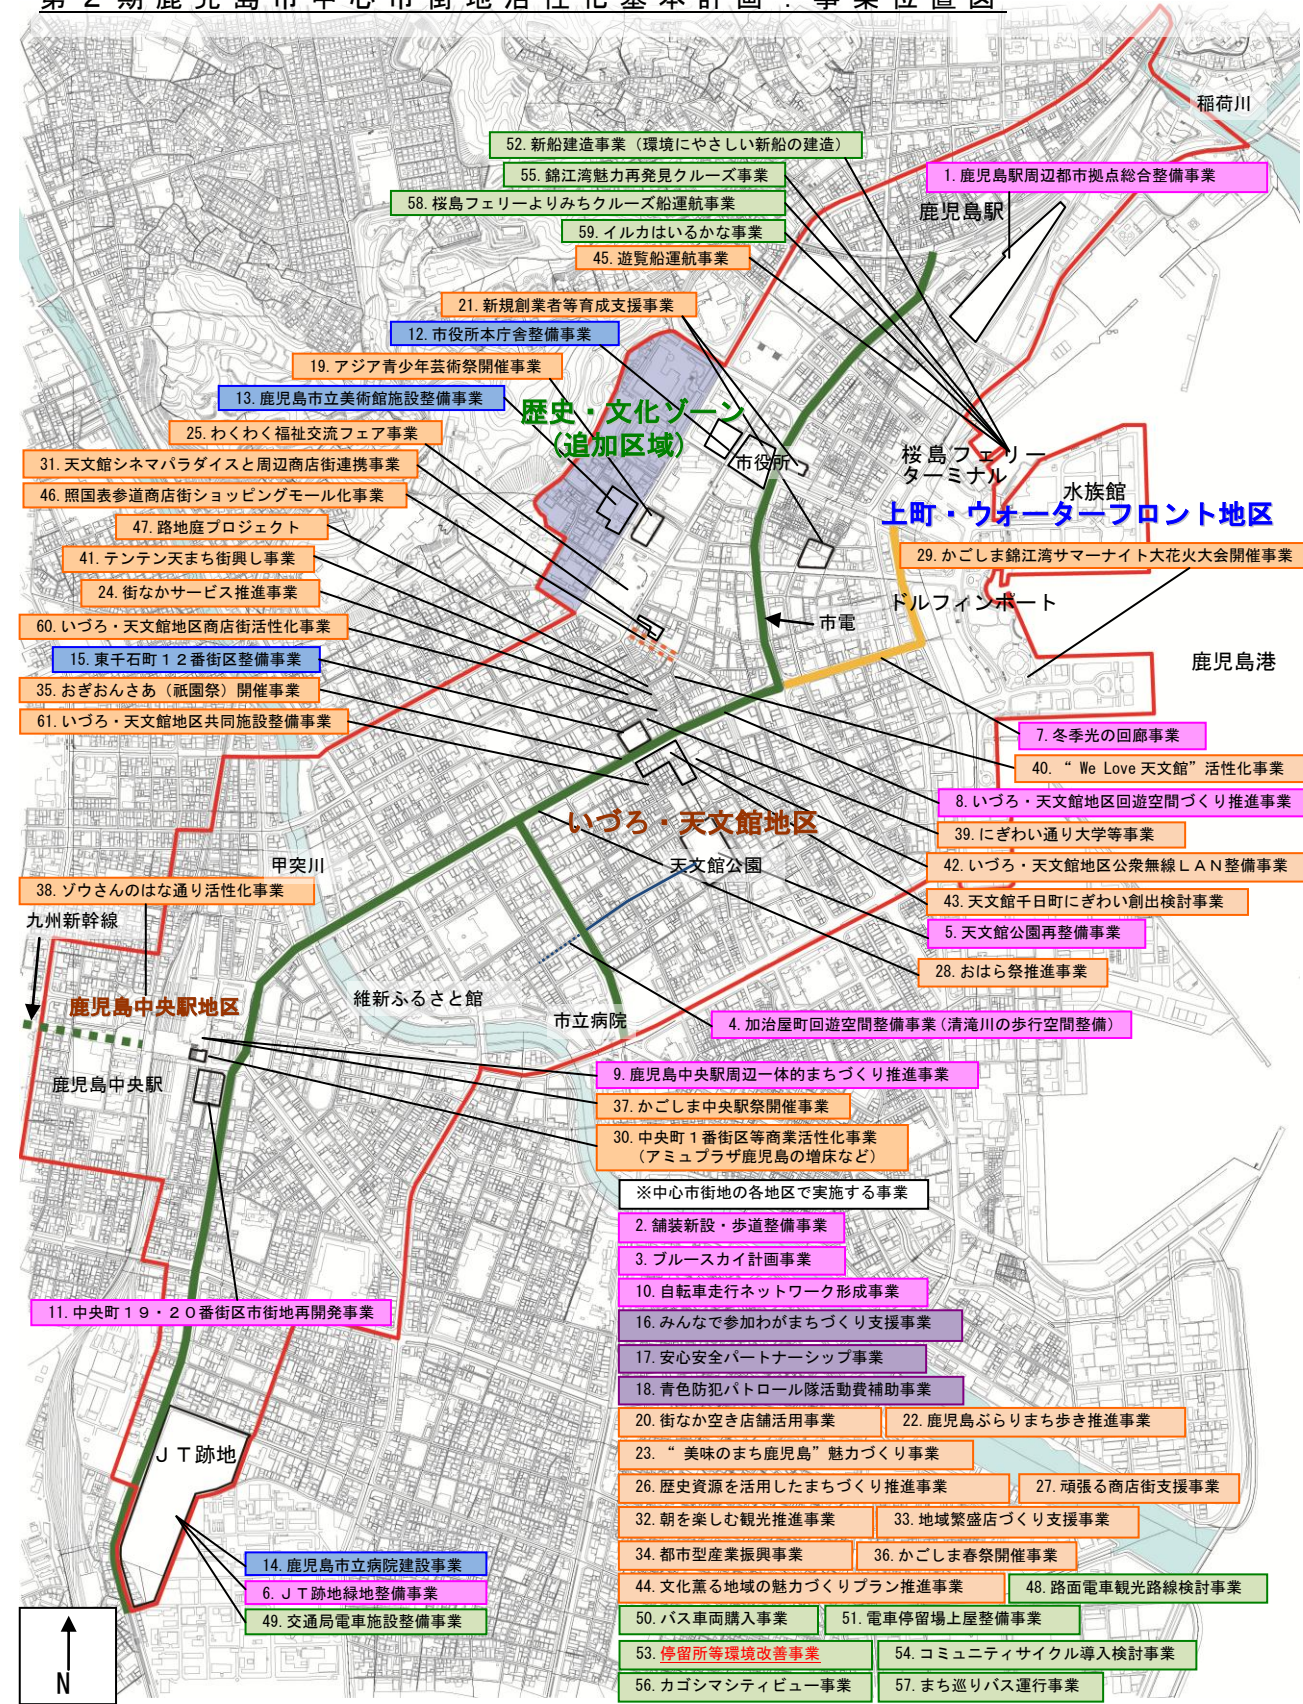 第２期鹿児島市中心市街地活性化基本計画：事業位置図
稲荷川
52. 新船建造事業（環境にやさしい新船の建造）
55. 錦江湾魅力再発見クルーズ事業
1. 鹿児島駅周辺都市拠点総合整備事業
58. 桜島フェリーよりみちクルーズ船運航事業
鹿児島駅
59. イルカはいるかな事業
45. 遊覧船運航事業
21. 新規創業者等育成支援事業
12. 市役所本庁舎整備事業
19. アジア青少年芸術祭開催事業
13. 鹿児島市立美術館施設整備事業
歴史・文化ゾーン
（追加区域）
25. わくわく福祉交流フェア事業
31. 天文館シネマパラダイスと周辺商店街連携事業
市役所
桜島フェリー
ターミナル
46. 照国表参道商店街ショッピングモール化事業
水族館
上町・ウォーターフロント地区
47. 路地庭プロジェクト
41. テンテン天まち街興し事業
29. かごしま錦江湾サマーナイト大花火大会開催事業
24. 街なかサービス推進事業
ドルフィンポート
60. いづろ・天文館地区商店街活性化事業
市電
15. 東千石町１２番街区整備事業
鹿児島港
35. おぎおんさあ（祇園祭）開催事業
61. いづろ・天文館地区共同施設整備事業
7. 冬季光の回廊事業
40. “ We Love 天文館”活性化事業
8. いづろ・天文館地区回遊空間づくり推進事業
いづろ・天文館地区
39. にぎわい通り大学等事業
甲突川
天文館公園
42. いづろ・天文館地区公衆無線ＬＡＮ整備事業
38. ゾウさんのはな通り活性化事業
43. 天文館千日町にぎわい創出検討事業
九州新幹線
5. 天文館公園再整備事業
28. おはら祭推進事業
鹿児島中央駅地区
維新ふるさと館
市立病院
4. 加治屋町回遊空間整備事業（清滝川の歩行空間整備）
鹿児島中央駅
9. 鹿児島中央駅周辺一体的まちづくり推進事業
37. かごしま中央駅祭開催事業
30. 中央町１番街区等商業活性化事業
（アミュプラザ鹿児島の増床など）
※中心市街地の各地区で実施する事業
2. 舗装新設・歩道整備事業
3. ブルースカイ計画事業
10. 自転車走行ネットワーク形成事業
11. 中央町１９・２０番街区市街地再開発事業
16. みんなで参加わがまちづくり支援事業
17. 安心安全パートナーシップ事業
18. 青色防犯パトロール隊活動費補助事業
20. 街なか空き店舗活用事業
22. 鹿児島ぶらりまち歩き推進事業
23. “ 美味のまち鹿児島”魅力づくり事業
ＪＴ跡地
26. 歴史資源を活用したまちづくり推進事業
27. 頑張る商店街支援事業
32. 朝を楽しむ観光推進事業
33. 地域繁盛店づくり支援事業
34. 都市型産業振興事業
36. かごしま春祭開催事業
14. 鹿児島市立病院建設事業
44. 文化薫る地域の魅力づくりプラン推進事業
48. 路面電車観光路線検討事業
6. ＪＴ跡地緑地整備事業
49. 交通局電車施設整備事業
50. バス車両購入事業
51. 電車停留場上屋整備事業
53. 停留所等環境改善事業
54. コミュニティサイクル導入検討事業
56. カゴシマシティビュー事業
57. まち巡りバス運行事業
N